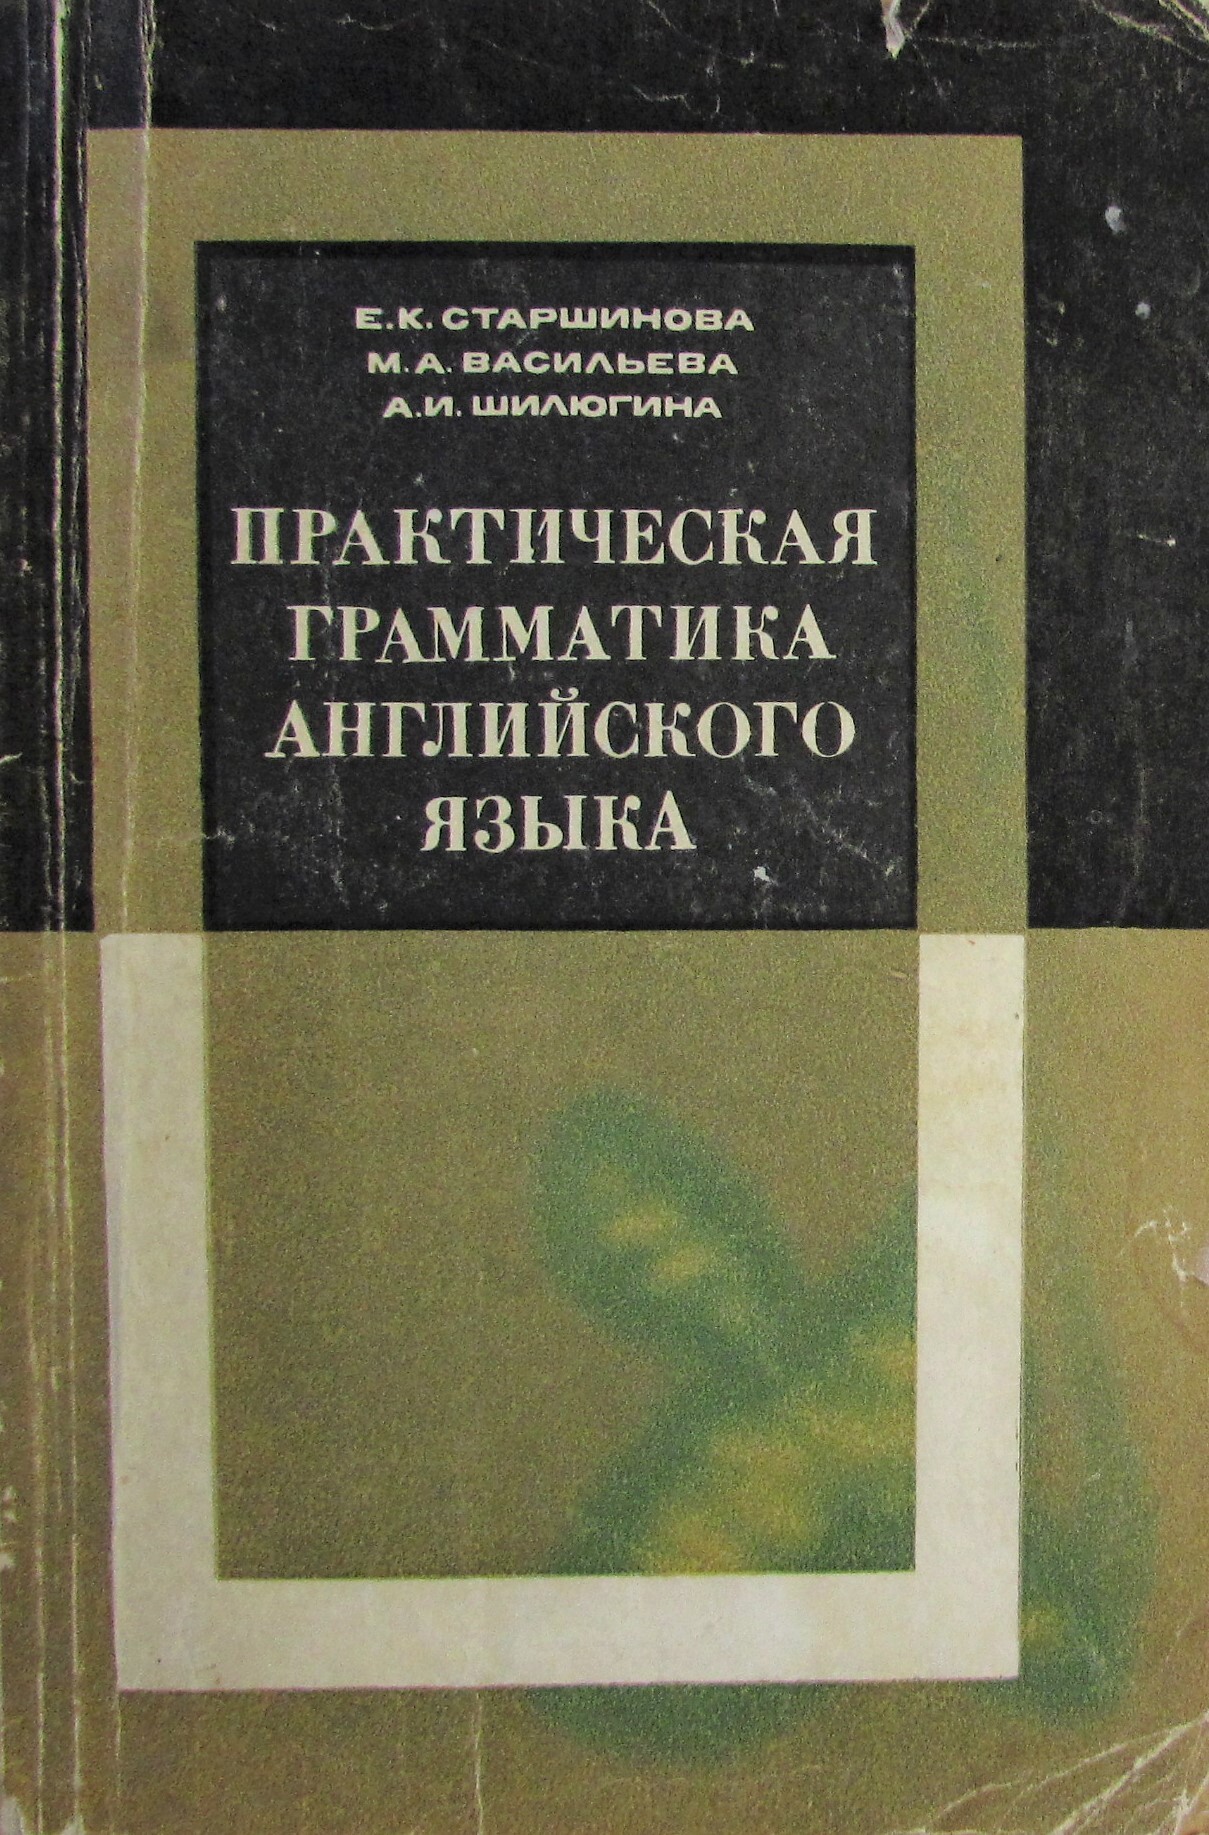 Е.К. СТАРШИНОВА
М.А. ВАСИЛЬЕВА
А.И. ШИЛЮГИНА
ПРАКТИЧЕСКАЯ
ГРАММАТИКА
АНГЛИЙСКОГО
ЯЗЫКА